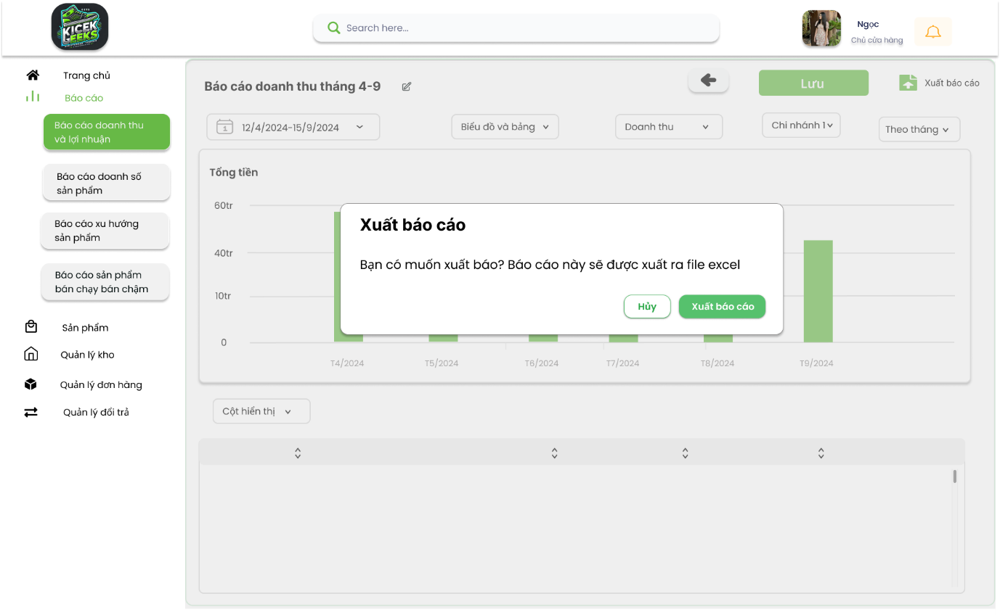 KICEK
GEEKS
Search here...
Ngọc
Chủ cửa hàng
Trang chủ
Báo cáo
Báo cáo doanh thu
và lợi nhuận
Báo cáo doanh số
sản phẩm
Báo cáo xu hướng
sản phẩm
Báo cáo sản phẩm
bán chạy bán chậm
Sản phẩm
Quản lý kho
Quản lý đơn hàng
Quản lý đổi trả
Báo cáo doanh thu tháng 4-9
Lưu
Xuất báo cáo
1
12/4/2024-15/9/2024
Biểu đồ và bảng
Doanh thu
Chi nhánh 1
Theo tháng
Tổng tiền
60tr
40tr
10tr
0
T4/2024
T5/2024
T6/2024
T7/2024
T8/2024
T9/2024
Xuất báo cáo
Bạn có muốn xuất báo? Báo cáo này sẽ được xuất ra file excel
Hủy
Xuất báo cáo
Cột hiển thị